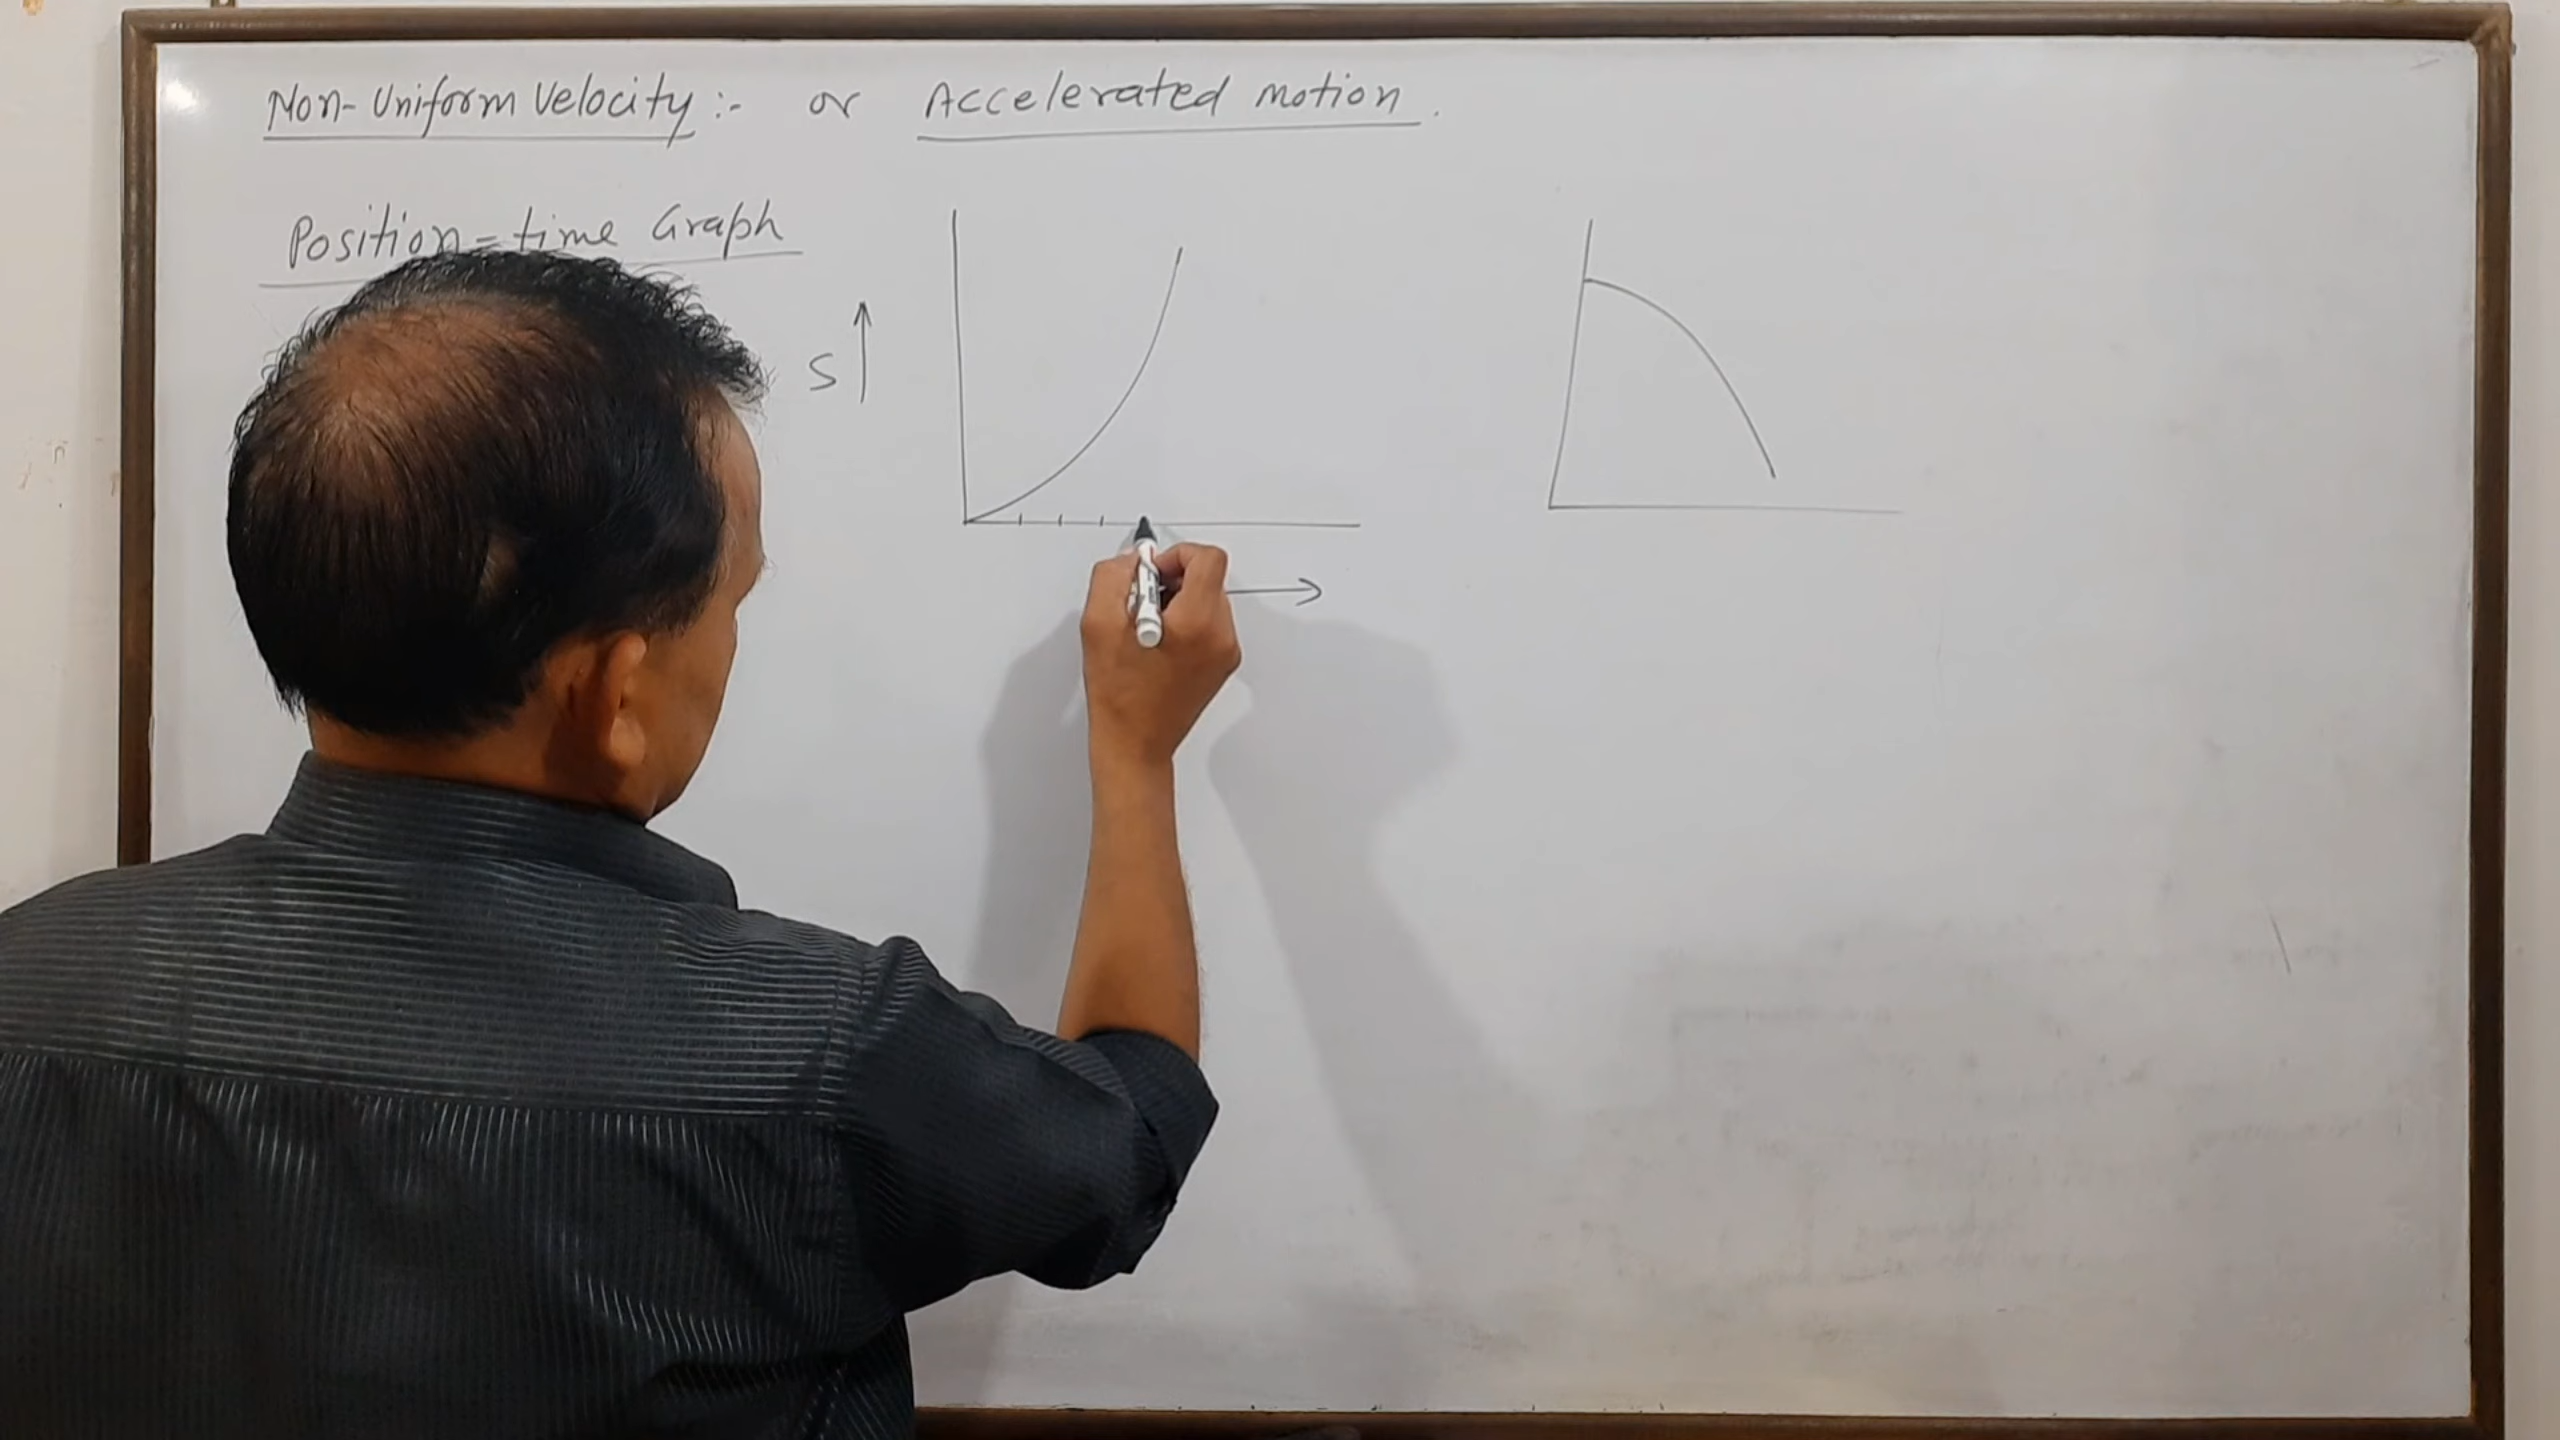 Non-Uniform Velocity :- or Accelerated motion.
Position-time Graph
S